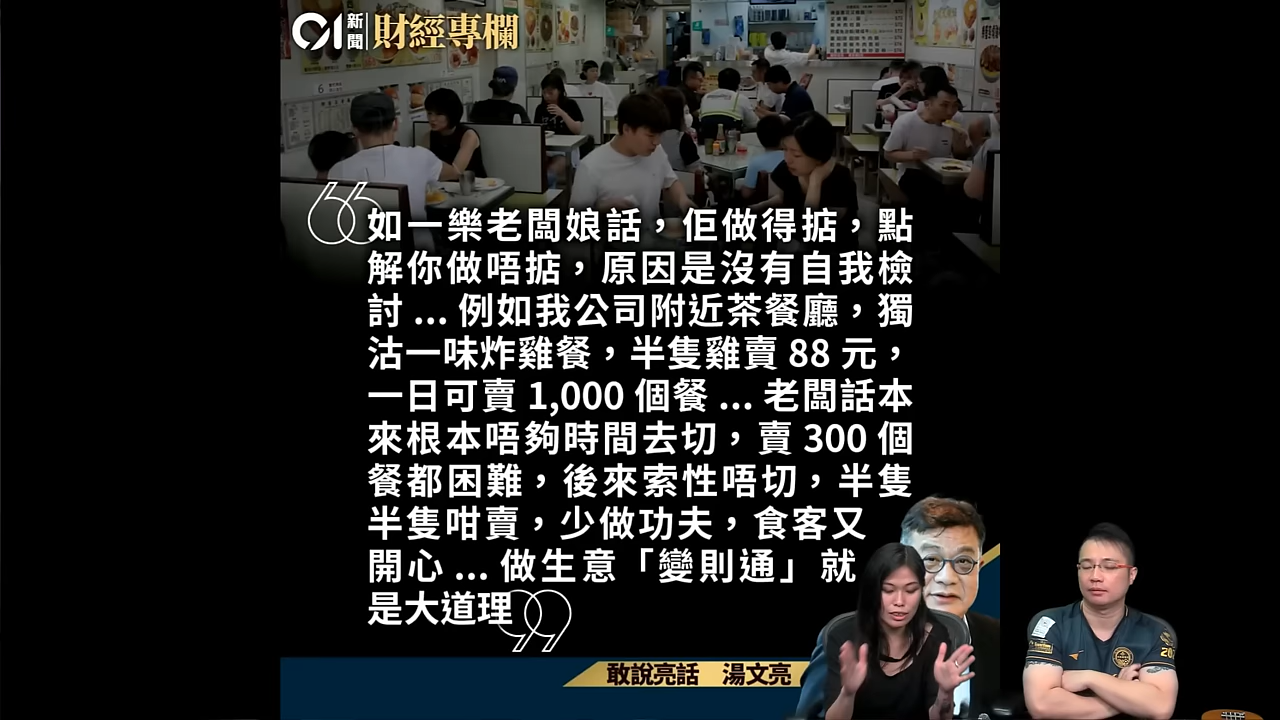 01
新聞
財經專欄
如一樂老闆娘話，佢做得掂，點
解你做唔掂，原因是沒有自我檢
討 ... 例如我公司附近茶餐廳，獨
沽一味炸雞餐，半隻雞賣 88 元，
一日可賣 1,000 個餐 ... 老闆話本
來根本唔夠時間去切，賣 300 個
餐都困難，後來索性唔切，半隻
半隻咁賣，少做功夫，食客又
開心 ... 做生意「變則通」就
是大道理
敢說亮話 湯文亮